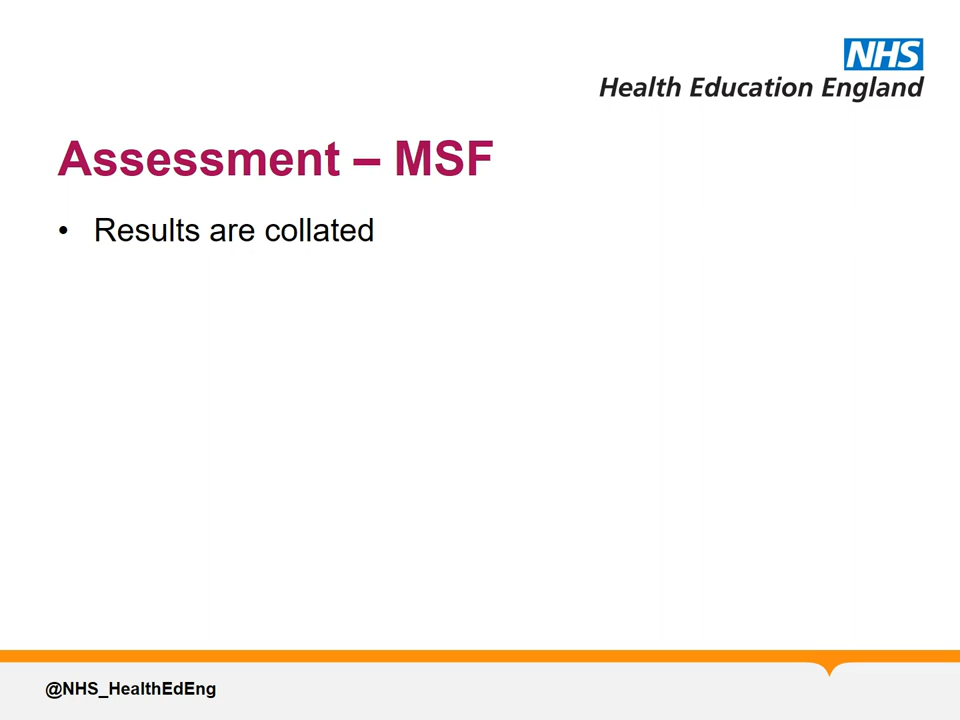 NHS
Health Education England
Assessment – MSF
• Results are collated
@NHS_HealthEdEng